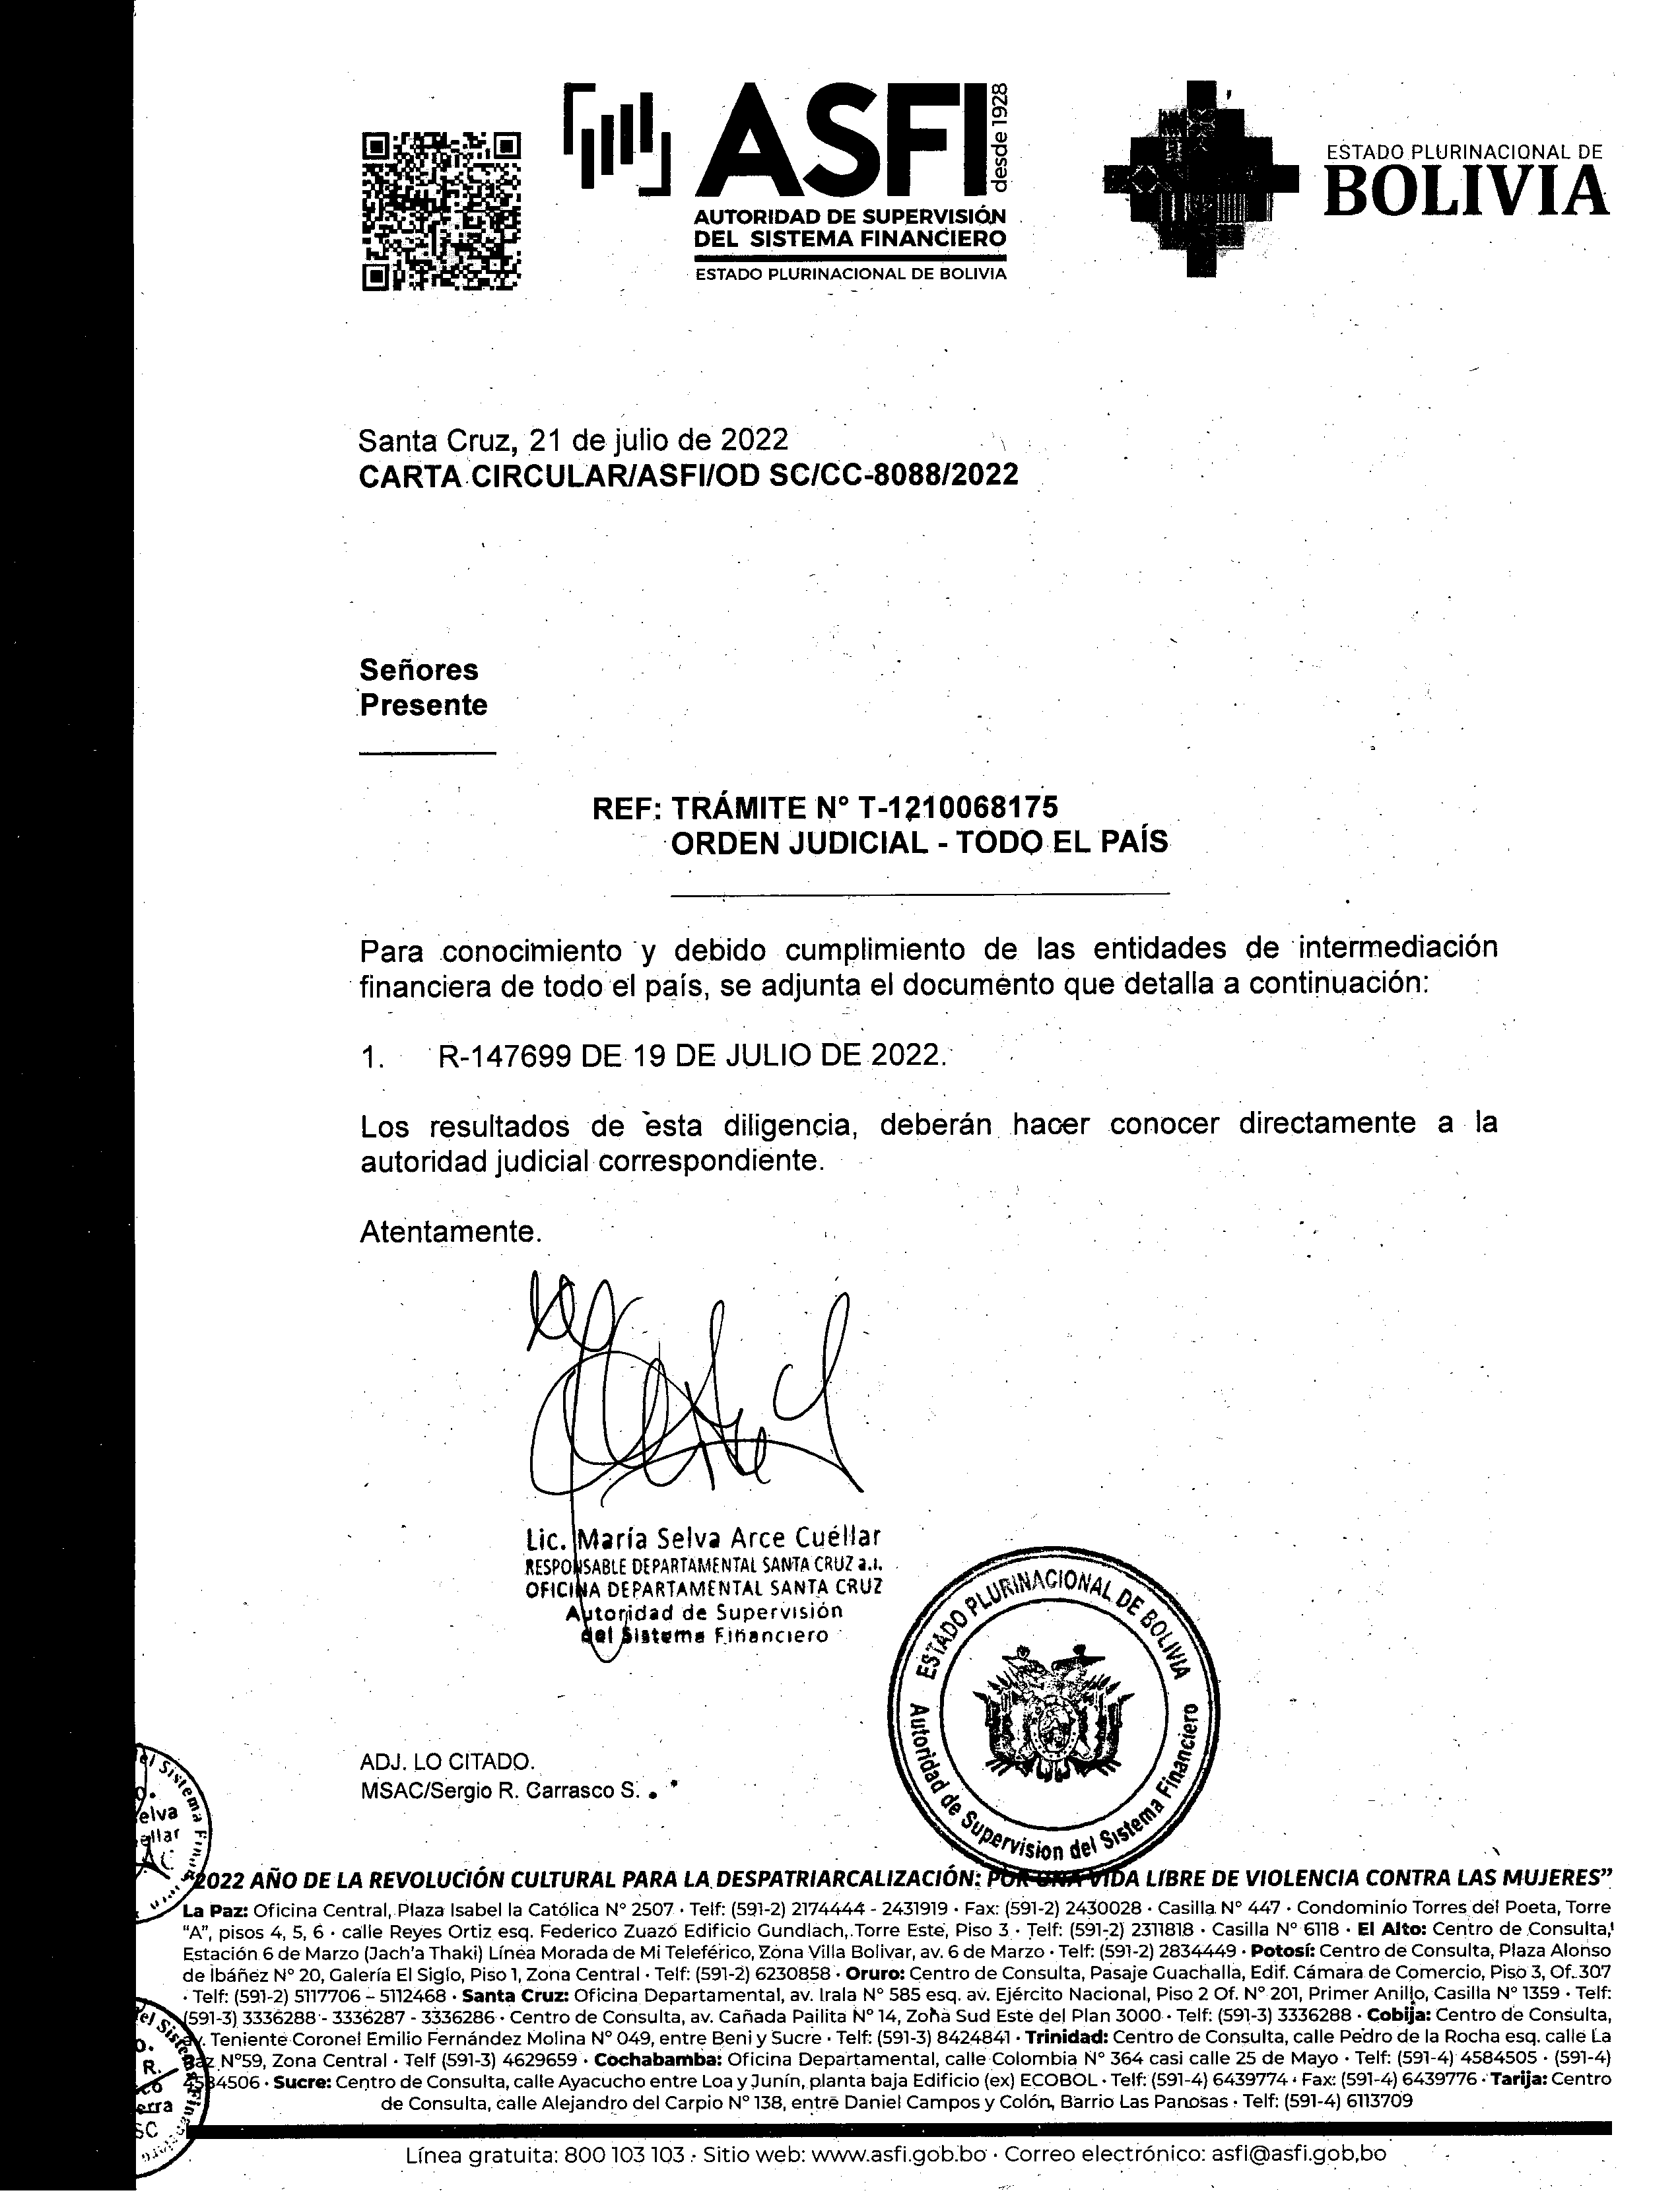 ASFI
desde 1928
AUTORIDAD DE SUPERVISIÓN
DEL SISTEMA FINANCIERO
ESTADO PLURINACIONAL DE BOLIVIA
ESTADO PLURINACIONAL DE
BOLIVIA
Santa Cruz, 21 de julio de 2022
CARTA CIRCULAR/ASFI/OD SC/CC-8088/2022
Señores
Presente
REF: TRÁMITE N° T-1210068175
ORDEN JUDICIAL - TODO EL PAÍS
Para conocimiento y debido cumplimiento de las entidades de intermediación
financiera de todo el país, se adjunta el documento que detalla a continuación:
1. R-147699 DE 19 DE JULIO DE 2022.
Los resultados de esta diligencia, deberán hacer conocer directamente a la
autoridad judicial correspondiente.
Atentamente.
Lic. María Selva Arce Cuéllar
RESPONSABLE DEPARTAMENTAL SANTA CRUZ a.i.
OFICINA DEPARTAMENTAL SANTA CRUZ
Autoridad de Supervisión
del Sistema Financiero
ESTADO PLURINACIONAL DE BOLIVIA
Autoridad de Supervision del Sistema Financiero
ADJ. LO CITADO.
MSAC/Sergio R. Carrasco S.
"2022 AÑO DE LA REVOLUCIÓN CULTURAL PARA LA DESPATRIARCALIZACIÓN: POR UNA VIDA LIBRE DE VIOLENCIA CONTRA LAS MUJERES"
La Paz: Oficina Central, Plaza Isabel la Católica N° 2507 · Telf: (591-2) 2174444 - 2431919 · Fax: (591-2) 2430028 · Casilla N° 447 · Condominio Torres del Poeta, Torre
"A", pisos 4, 5, 6 · calle Reyes Ortiz esq. Federico Zuazo Edificio Gundlach, Torre Este, Piso 3 · Telf: (591-2) 2311818 · Casilla N° 6118 · El Alto: Centro de Consulta,
Estación 6 de Marzo (Jach'a Thaki) Línea Morada de Mi Teleférico, Zona Villa Bolivar, av. 6 de Marzo · Telf: (591-2) 2834449 · Potosí: Centro de Consulta, Plaza Alonso
de Ibáñez N° 20, Galería El Siglo, Piso 1, Zona Central · Telf: (591-2) 6230858 · Oruro: Centro de Consulta, Pasaje Guachalla, Edif. Cámara de Comercio, Piso 3, Of. 307
· Telf: (591-2) 5117706 – 5112468 · Santa Cruz: Oficina Departamental, av. Irala N° 585 esq. av. Ejército Nacional, Piso 2 Of. N° 201, Primer Anillo, Casilla N° 1359 · Telf:
(591-3) 3336288 - 3336287 - 3336286 · Centro de Consulta, av. Cañada Pailita N° 14, Zona Sud Este del Plan 3000 · Telf: (591-3) 3336288 · Cobija: Centro de Consulta,
av. Teniente Coronel Emilio Fernández Molina N° 049, entre Beni y Sucre · Telf: (591-3) 8424841 · Trinidad: Centro de Consulta, calle Pedro de la Rocha esq. calle La
Paz N°59, Zona Central · Telf (591-3) 4629659 · Cochabamba: Oficina Departamental, calle Colombia N° 364 casi calle 25 de Mayo · Telf: (591-4) 4584505 · (591-4)
4584506 · Sucre: Centro de Consulta, calle Ayacucho entre Loa y Junín, planta baja Edificio (ex) ECOBOL · Telf: (591-4) 6439774 · Fax: (591-4) 6439776 · Tarija: Centro
de Consulta, calle Alejandro del Carpio N° 138, entre Daniel Campos y Colón, Barrio Las Panosas · Telf: (591-4) 6113709
Línea gratuita: 800 103 103 · Sitio web: www.asfi.gob.bo · Correo electrónico: asfi@asfi.gob.bo